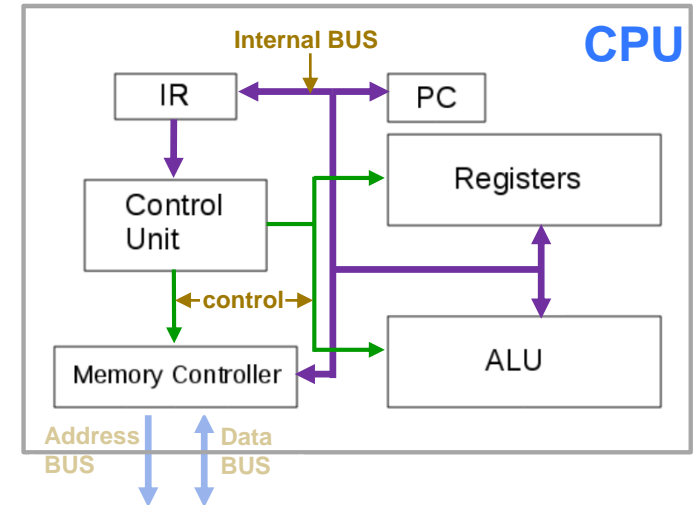 Internal BUS
CPU
IR
PC
Registers
Control
Unit
control
ALU
Memory Controller
Address
BUS
Data
BUS